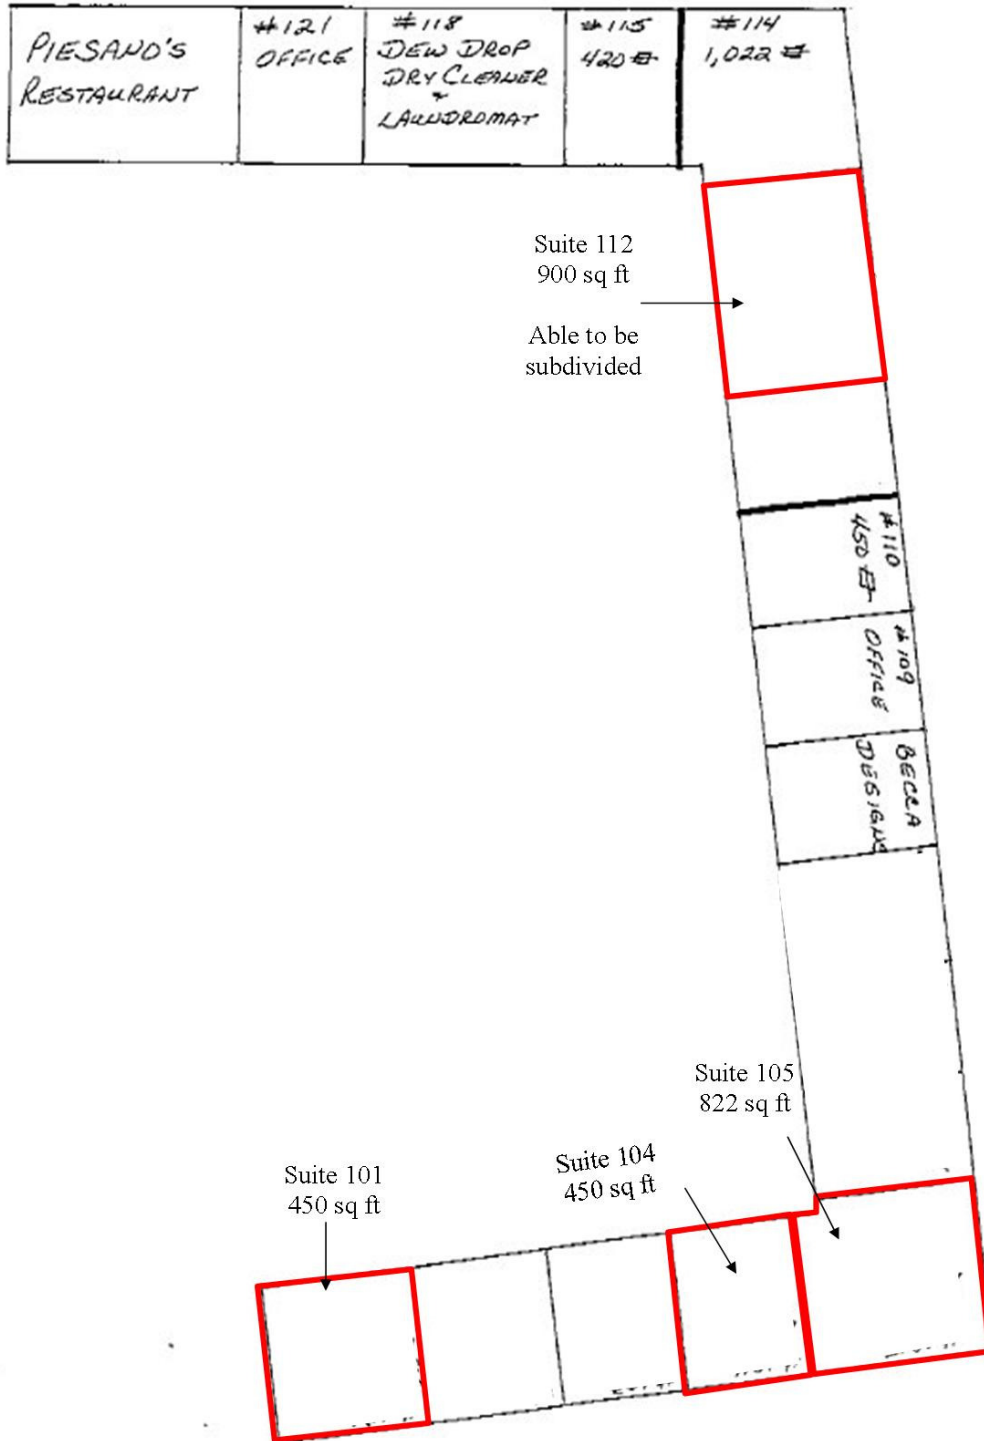 PIESANO'S
RESTAURANT
#121
OFFICE
#118
DEW DROP
DRY CLEANER
+
LAUNDROMAT
#115
420 ⌗
#114
1,022 ⌗
Suite 112
900 sq ft
Able to be
subdivided
#110
450 ⌗
#109
OFFICE
BECRA
DESIGNS
Suite 105
822 sq ft
Suite 104
450 sq ft
Suite 101
450 sq ft